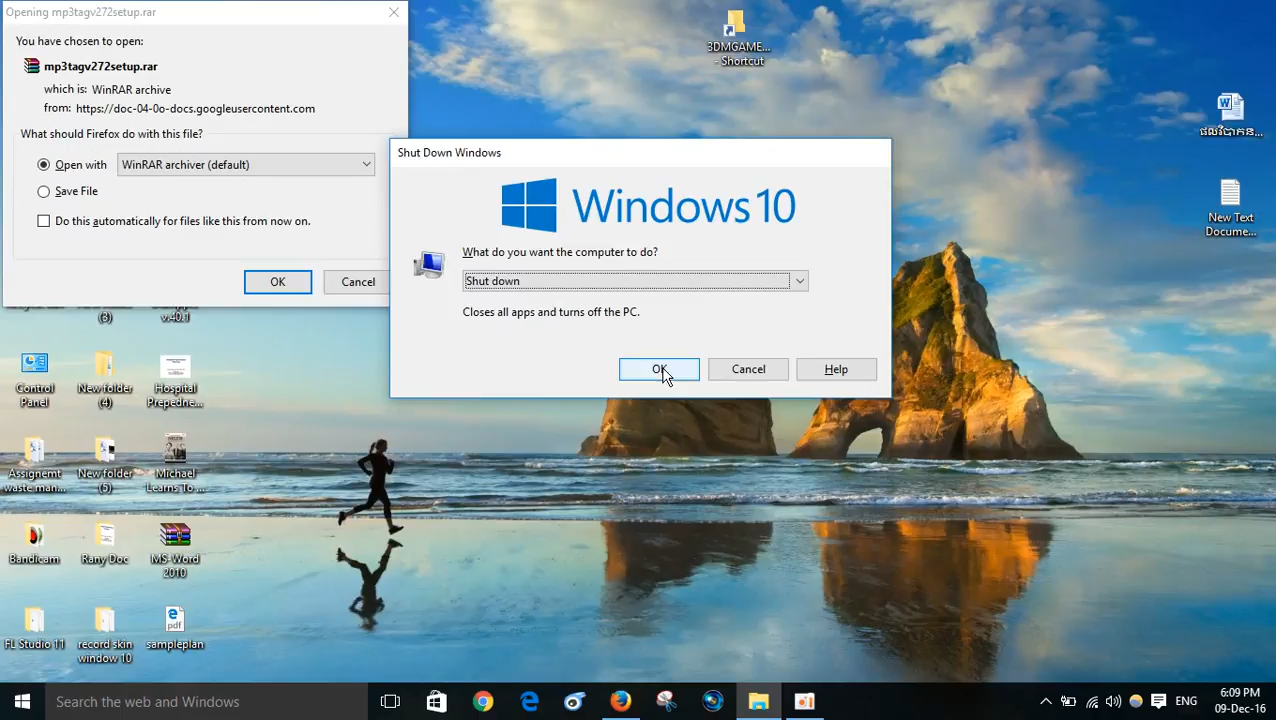 Opening mp3tagv272setup.rar
You have chosen to open:
mp3tagv272setup.rar
which is: WinRAR archive
from: https://doc-04-0o-docs.googleusercontent.com
What should Firefox do with this file?
Open with
WinRAR archiver (default)
Save File
Do this automatically for files like this from now on.
OK
Cancel
Shut Down Windows
Windows 10
What do you want the computer to do?
Shut down
Closes all apps and turns off the PC.
OK
Cancel
Help
3DMGAME...
- Shortcut
New Text
Docume...
(3)
v.40.1
Control
Panel
New folder
(4)
Hospital
Prepednes...
Assignemt
waste man...
New folder
(5)
Michael
Learns To ...
Bandicam
Rany Doc
MS-Word
2010
FL Studio 11
record skin
window 10
pdf
sampleplan
Search the web and Windows
ENG
6:09 PM
09-Dec-16